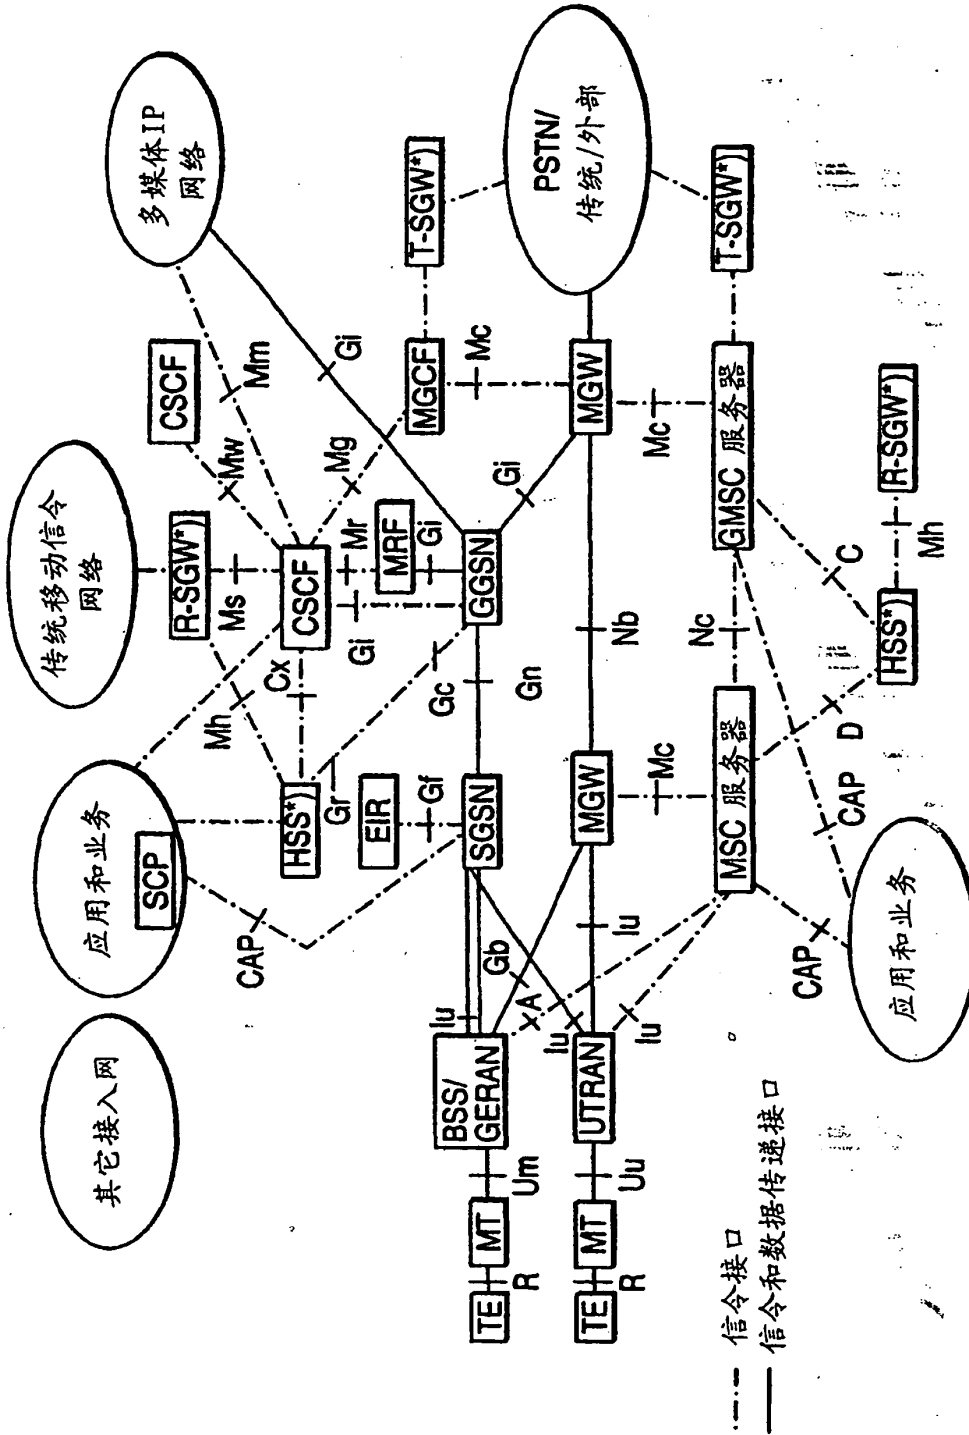 其它接入网
应用和业务
SCP
传统移动信令
网络
多媒体IP
网络
CAP
Mh
R-SGW*)
Ms
CSCF
Mw
Mm
HSS*)
Cx
CSCF
Gr
EIR
Gf
Gi
Mr
MRF
Gi
Mg
Gi
MGCF
T-SGW*)
Mc
Gc
Iu
BSS/
GERAN
SGSN
Gn
GGSN
Gi
TE
R
MT
Um
Gb
A
PSTN/
传统/外部
TE
R
MT
Uu
UTRAN
Iu
Iu
Iu
MGW
Nb
MGW
Mc
Mc
MSC 服务器
Nc
GMSC 服务器
T-SGW*)
CAP
CAP
D
C
应用和业务
HSS*)
Mh
R-SGW*)
信令接口
信令和数据传递接口